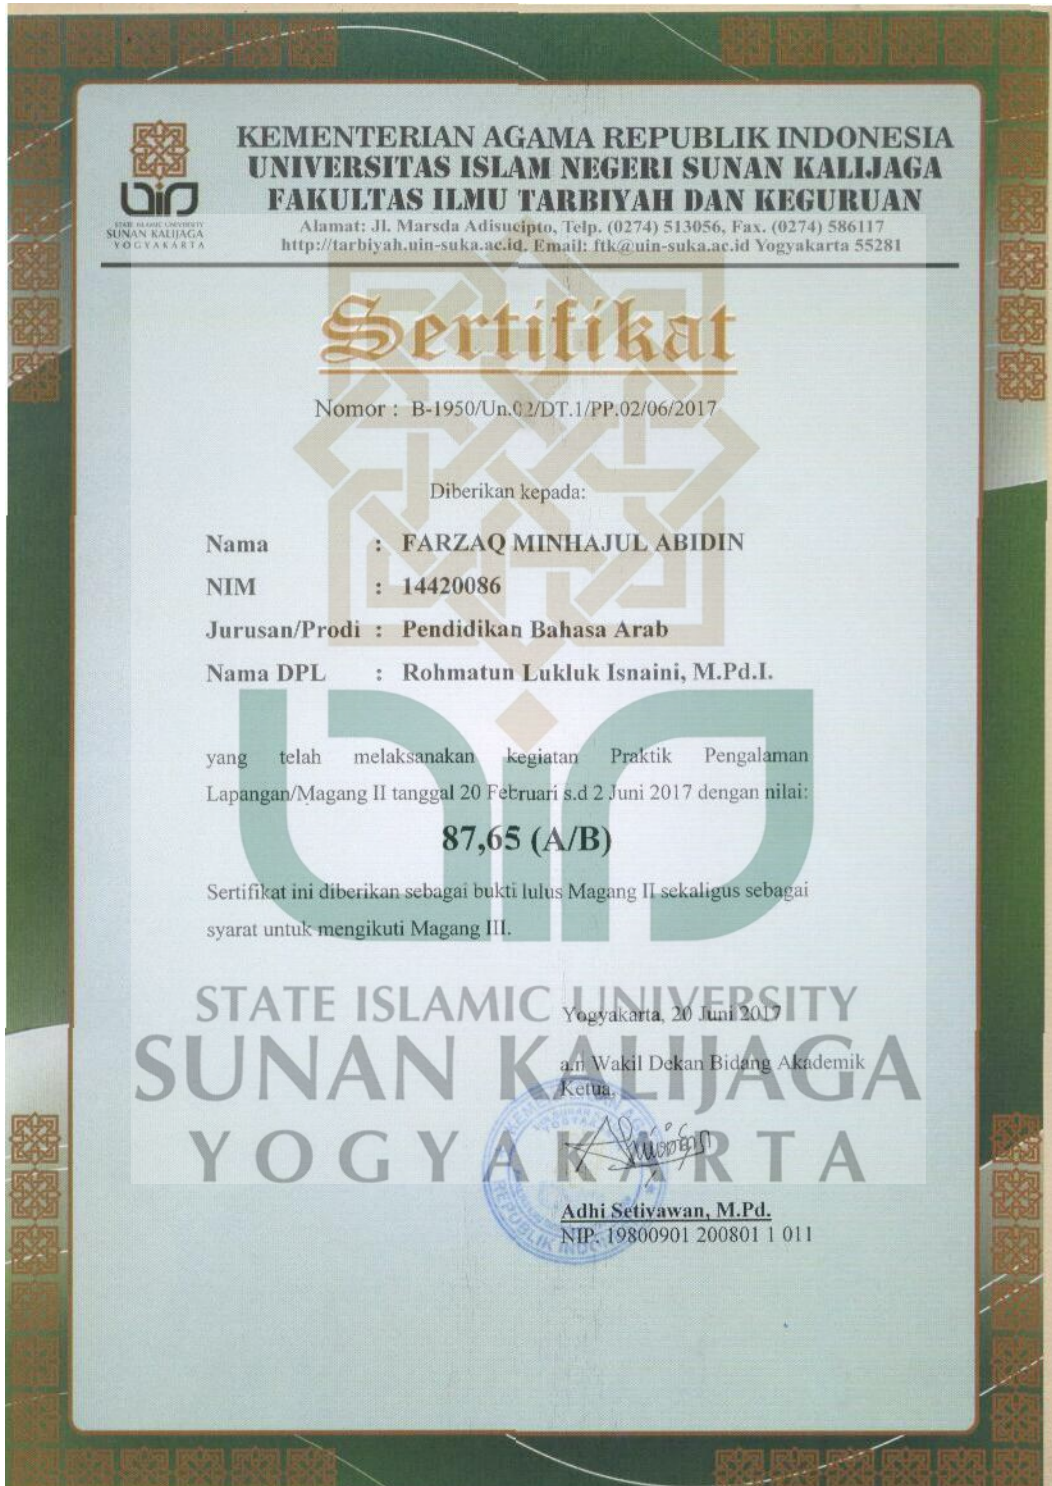 KEMENTERIAN AGAMA REPUBLIK INDONESIA
UNIVERSITAS ISLAM NEGERI SUNAN KALIJAGA
FAKULTAS ILMU TARBIYAH DAN KEGURUAN
Alamat: Jl. Marsda Adisucipto, Telp. (0274) 513056, Fax. (0274) 586117
http://tarbiyah.uin-suka.ac.id. Email: ftk@uin-suka.ac.id Yogyakarta 55281
STATE ISLAMIC UNIVERSITY
SUNAN KALIJAGA
YOGYAKARTA
Sertifikat
Nomor : B-1950/Un.02/DT.1/PP.02/06/2017
Diberikan kepada:
Nama : FARZAQ MINHAJUL ABIDIN
NIM : 14420086
Jurusan/Prodi : Pendidikan Bahasa Arab
Nama DPL : Rohmatun Lukluk Isnaini, M.Pd.I.
yang telah melaksanakan kegiatan Praktik Pengalaman
Lapangan/Magang II tanggal 20 Februari s.d 2 Juni 2017 dengan nilai:
87,65 (A/B)
Sertifikat ini diberikan sebagai bukti lulus Magang II sekaligus sebagai
syarat untuk mengikuti Magang III.
Yogyakarta, 20 Juni 2017
a.n Wakil Dekan Bidang Akademik
Ketua,
Adhi Setiyawan, M.Pd.
NIP. 19800901 200801 1 011
STATE ISLAMIC UNIVERSITY
SUNAN KALIJAGA
YOGYAKARTA